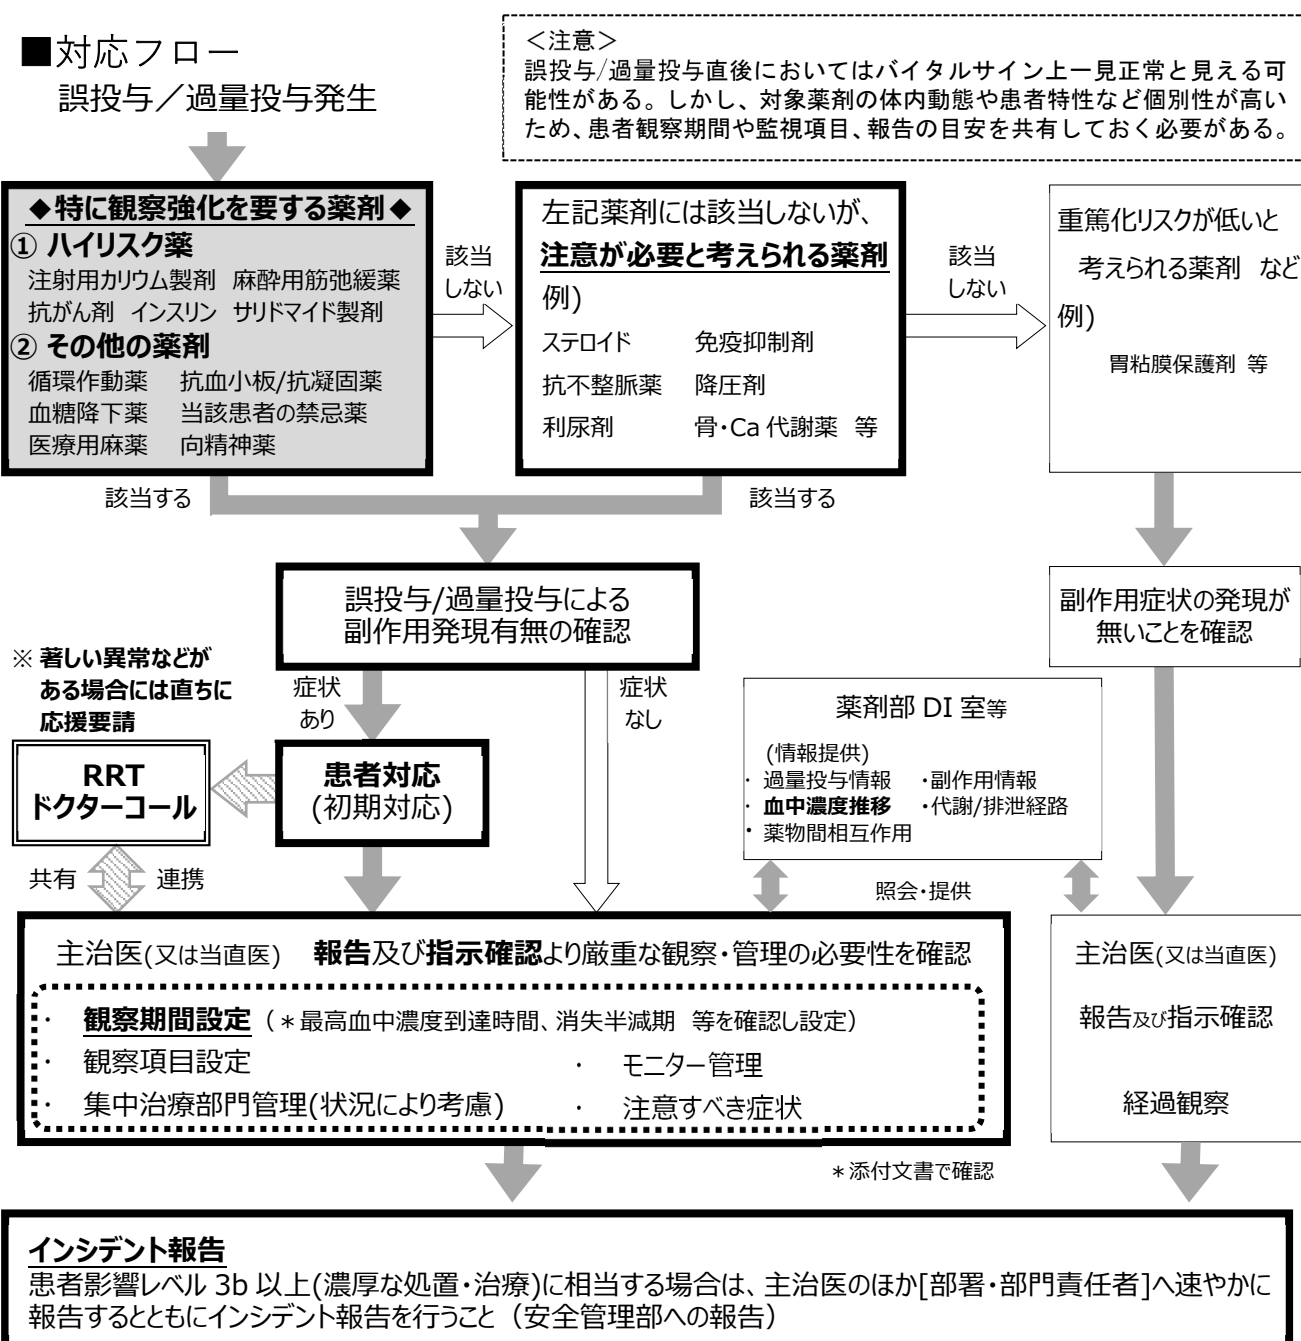 ■対応フロー
誤投与／過量投与発生
＜注意＞
誤投与/過量投与直後においてはバイタルサイン上一見正常と見える可
能性がある。しかし、対象薬剤の体内動態や患者特性など個別性が高い
ため、患者観察期間や監視項目、報告の目安を共有しておく必要がある。
◆特に観察強化を要する薬剤◆
① ハイリスク薬
注射用カリウム製剤 麻酔用筋弛緩薬
抗がん剤 インスリン サリドマイド製剤
② その他の薬剤
循環作動薬 抗血小板/抗凝固薬
血糖降下薬 当該患者の禁忌薬
医療用麻薬 向精神薬
該当
しない
左記薬剤には該当しないが、
注意が必要と考えられる薬剤
例)
ステロイド 免疫抑制剤
抗不整脈薬 降圧剤
利尿剤 骨・Ca 代謝薬 等
該当
しない
重篤化リスクが低いと
考えられる薬剤 など
例)
胃粘膜保護剤 等
該当する
該当する
誤投与/過量投与による
副作用発現有無の確認
副作用症状の発現が
無いことを確認
※ 著しい異常などが
ある場合には直ちに
応援要請
症状
あり
症状
なし
RRT
ドクターコール
患者対応
(初期対応)
薬剤部 DI 室等
(情報提供)
・ 過量投与情報 ・副作用情報
・ 血中濃度推移 ・代謝/排泄経路
・ 薬物間相互作用
共有 連携
照会・提供
主治医(又は当直医) 報告及び指示確認より厳重な観察・管理の必要性を確認
・ 観察期間設定（＊最高血中濃度到達時間、消失半減期 等を確認し設定）
・ 観察項目設定 ・ モニター管理
・ 集中治療部門管理(状況により考慮) ・ 注意すべき症状
主治医(又は当直医)
報告及び指示確認
経過観察
＊添付文書で確認
インシデント報告
患者影響レベル 3b 以上(濃厚な処置・治療)に相当する場合は、主治医のほか[部署・部門責任者]へ速やかに
報告するとともにインシデント報告を行うこと（安全管理部への報告）